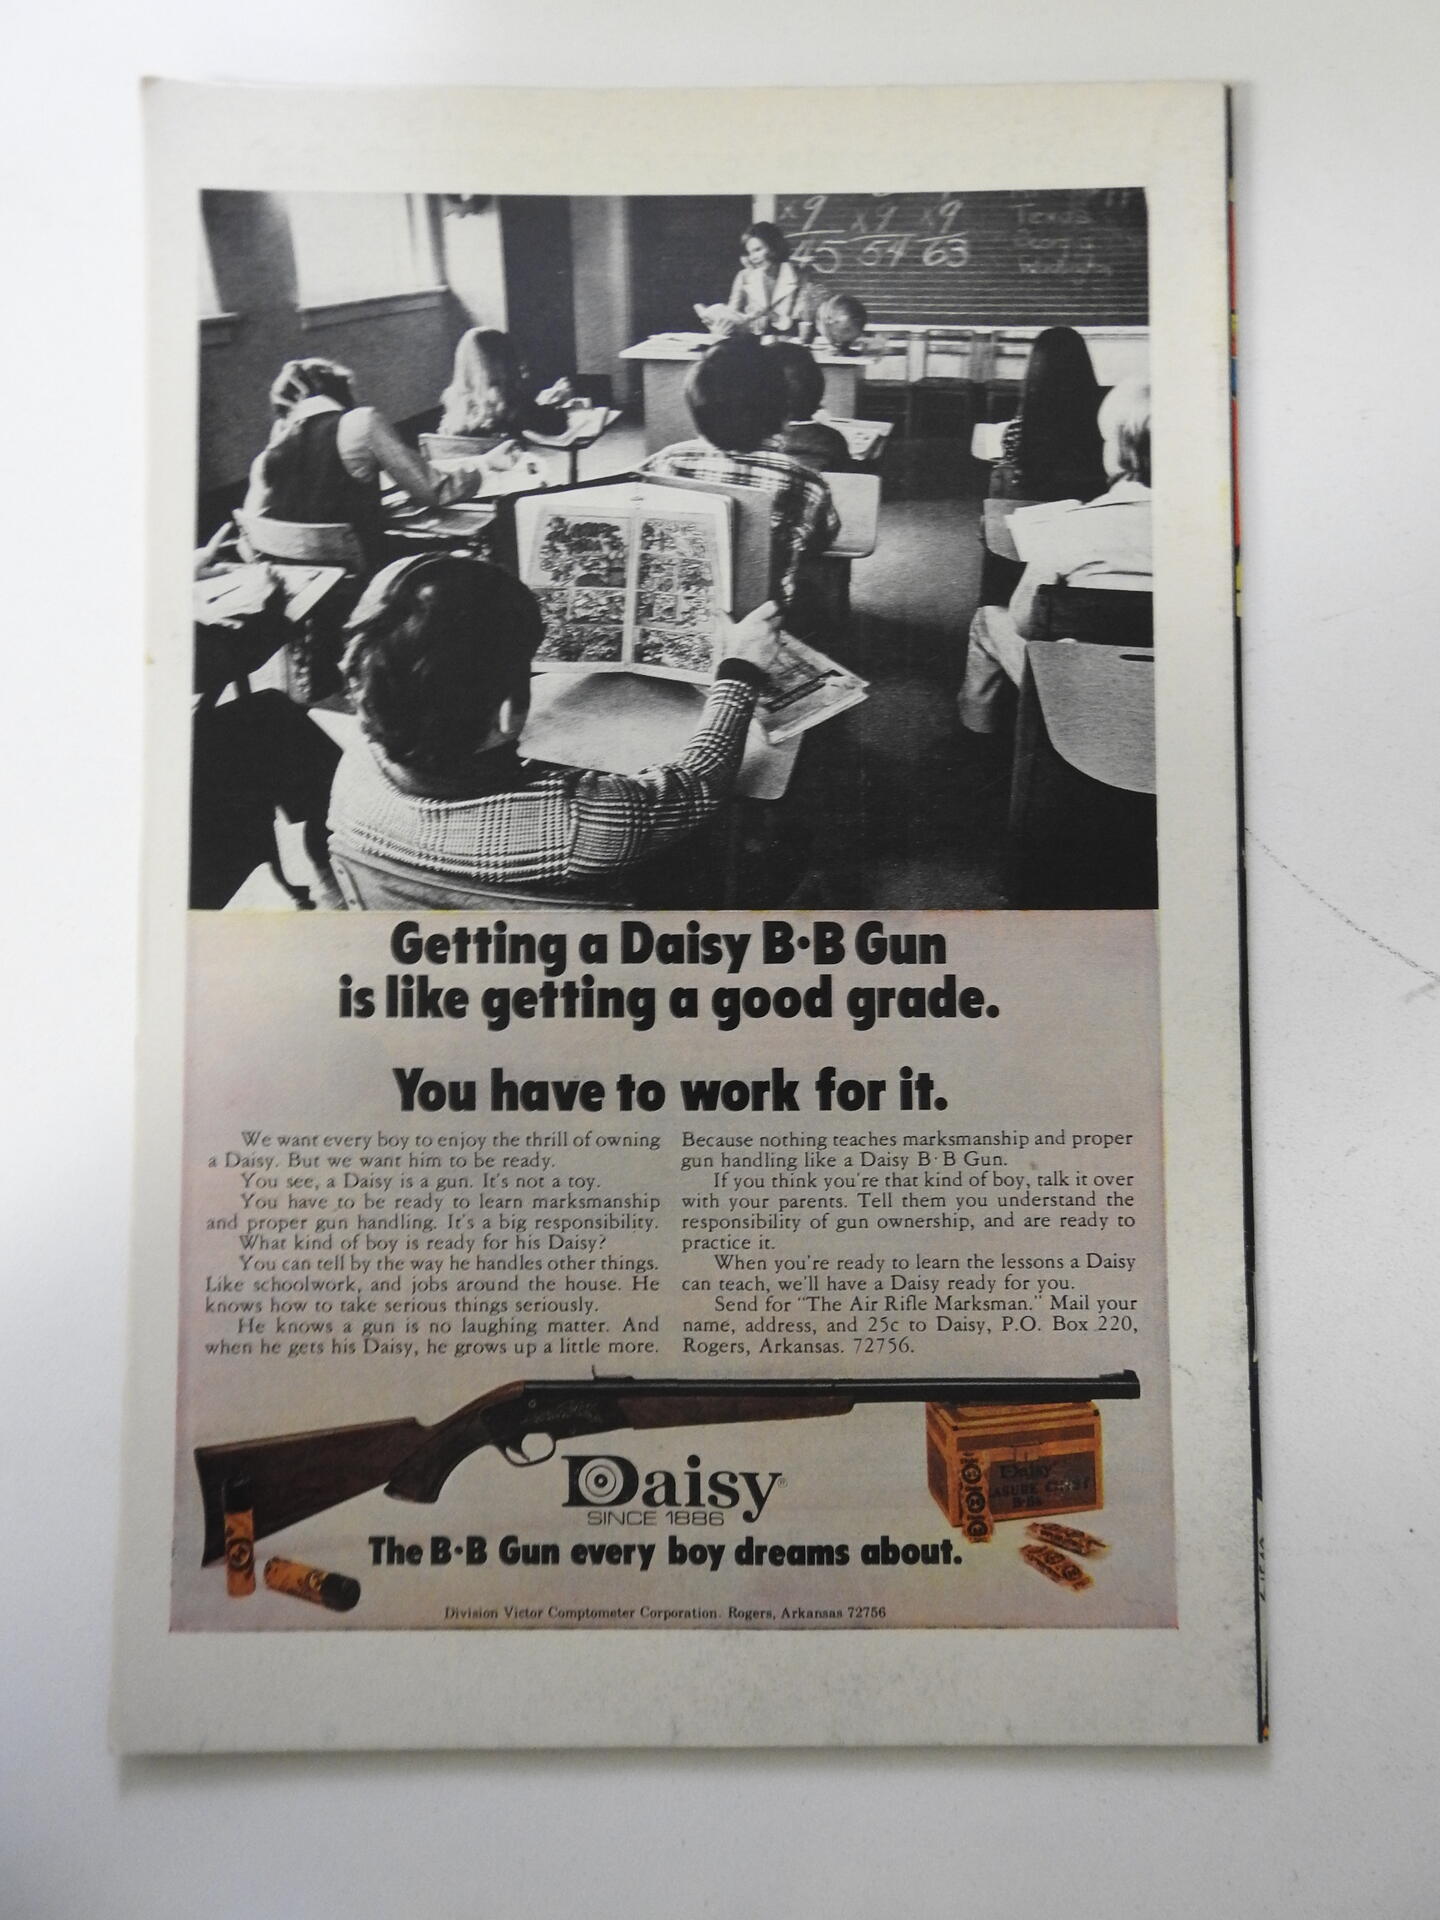 x9 x9 x9
45 54 63
Texas
Getting a Daisy B·B Gun
is like getting a good grade.
You have to work for it.
We want every boy to enjoy the thrill of owning
a Daisy. But we want him to be ready.
You see, a Daisy is a gun. It's not a toy.
You have to be ready to learn marksmanship
and proper gun handling. It's a big responsibility.
What kind of boy is ready for his Daisy?
You can tell by the way he handles other things.
Like schoolwork, and jobs around the house. He
knows how to take serious things seriously.
He knows a gun is no laughing matter. And
when he gets his Daisy, he grows up a little more.
Because nothing teaches marksmanship and proper
gun handling like a Daisy B·B Gun.
If you think you're that kind of boy, talk it over
with your parents. Tell them you understand the
responsibility of gun ownership, and are ready to
practice it.
When you're ready to learn the lessons a Daisy
can teach, we'll have a Daisy ready for you.
Send for "The Air Rifle Marksman." Mail your
name, address, and 25c to Daisy, P.O. Box 220,
Rogers, Arkansas. 72756.
Daisy®
SINCE 1886
Daisy
The B·B Gun every boy dreams about.
Division Victor Comptometer Corporation. Rogers, Arkansas 72756